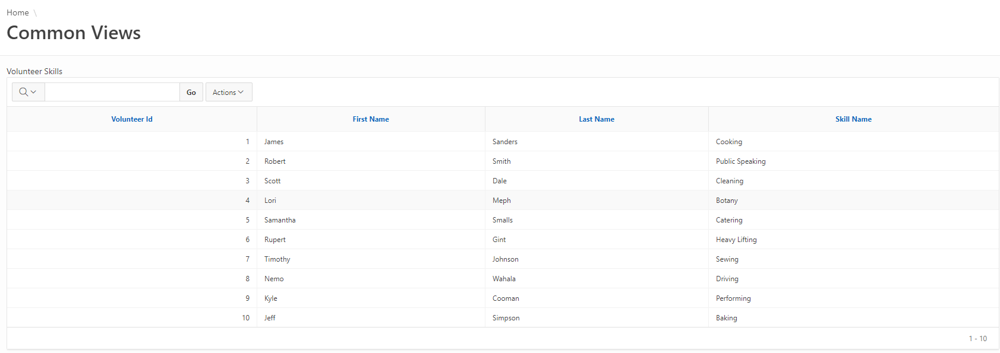 Home \
Common Views
Volunteer Skills
Go Actions
Volunteer Id First Name Last Name Skill Name
1 James Sanders Cooking
2 Robert Smith Public Speaking
3 Scott Dale Cleaning
4 Lori Meph Botany
5 Samantha Smalls Catering
6 Rupert Gint Heavy Lifting
7 Timothy Johnson Sewing
8 Nemo Wahala Driving
9 Kyle Cooman Performing
10 Jeff Simpson Baking
1 - 10